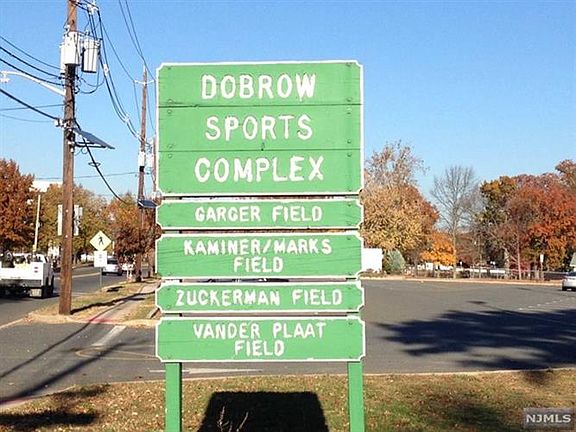 DOBROW
SPORTS
COMPLEX
GARGER FIELD
KAMINER/MARKS
FIELD
ZUCKERMAN FIELD
VANDER PLAAT
FIELD
NJMLS